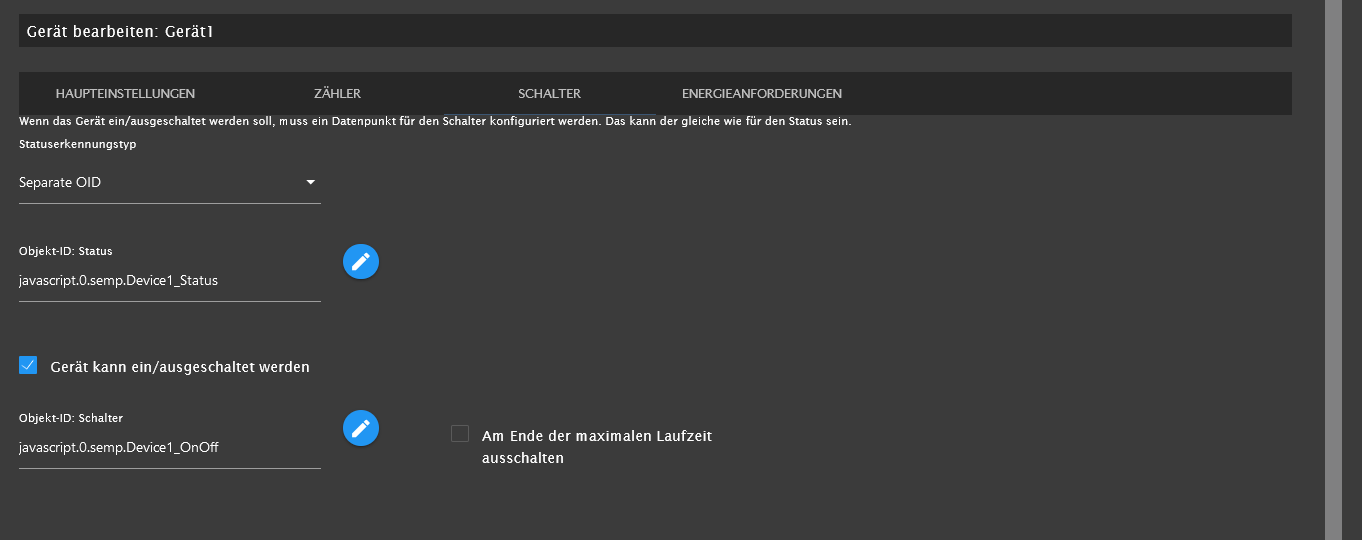 Gerät bearbeiten: Gerät1
HAUPTEINSTELLUNGEN ZÄHLER SCHALTER ENERGIEANFORDERUNGEN
Wenn das Gerät ein/ausgeschaltet werden soll, muss ein Datenpunkt für den Schalter konfiguriert werden. Das kann der gleiche wie für den Status sein.
Statuserkennungstyp
Separate OID
Objekt-ID: Status
javascript.0.semp.Device1_Status
Gerät kann ein/ausgeschaltet werden
Objekt-ID: Schalter
javascript.0.semp.Device1_OnOff
Am Ende der maximalen Laufzeit
ausschalten